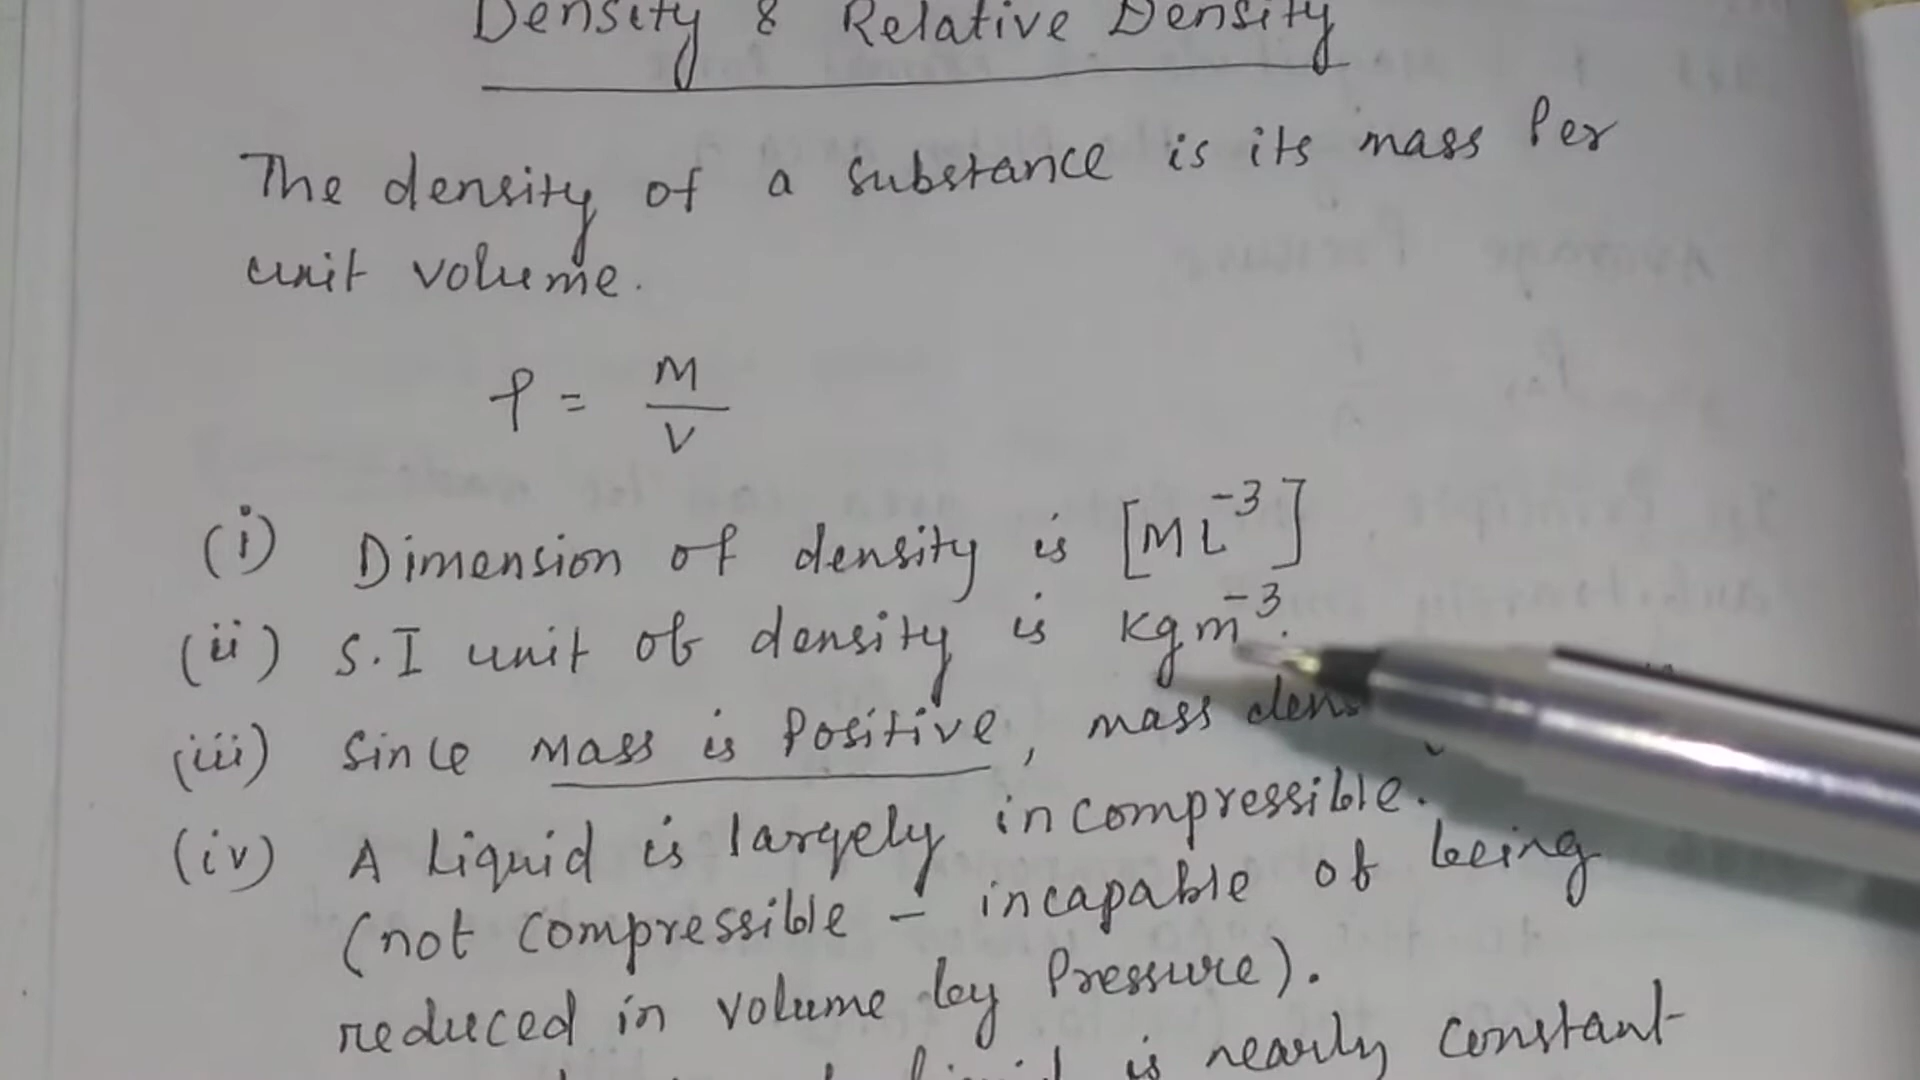 Density & Relative Density
The density of a substance is its mass Per
unit volume.
ρ = M/V
(i) Dimension of density is [ML⁻³]
(ii) S.I unit of density is kgm⁻³.
(iii) Since mass is Positive, mass
(iv) A liquid is largely incompressible.
(not compressible - incapable of being
reduced in volume by Pressure).
is nearly constant